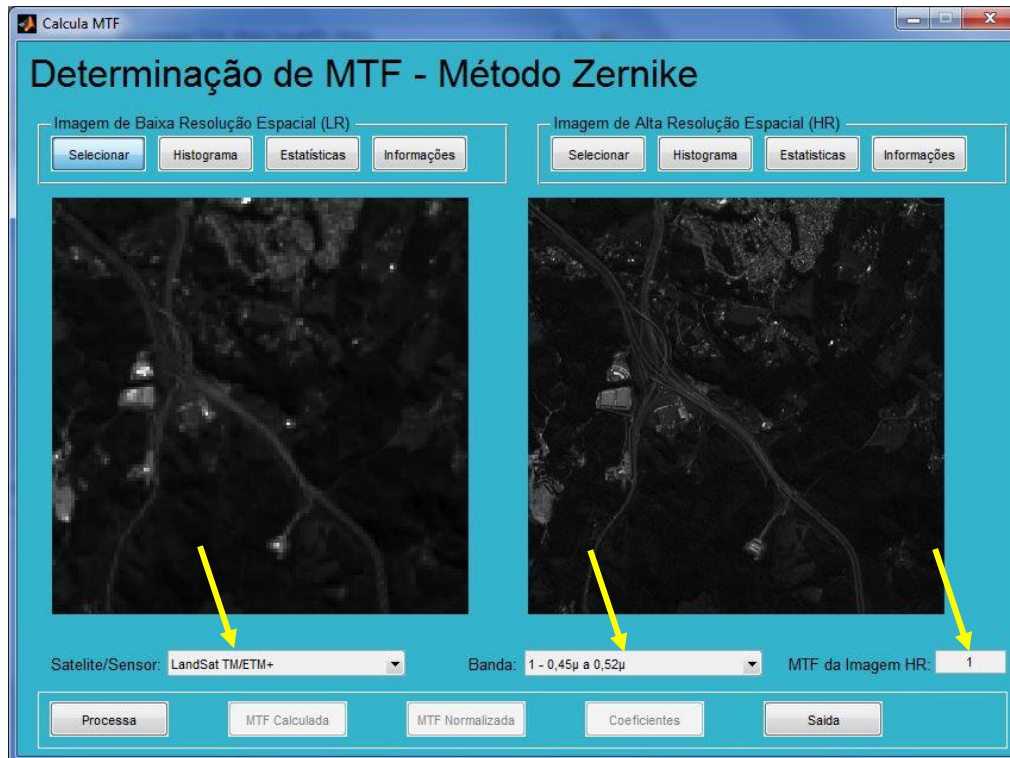 Calcula MTF
Determinação de MTF - Método Zernike
Imagem de Baixa Resolução Espacial (LR)
Selecionar Histograma Estatísticas Informações
Imagem de Alta Resolução Espacial (HR)
Selecionar Histograma Estatisticas Informações
Satelite/Sensor: LandSat TM/ETM+ Banda: 1 - 0,45µ a 0,52µ MTF da Imagem HR: 1
Processa MTF Calculada MTF Normalizada Coeficientes Saida